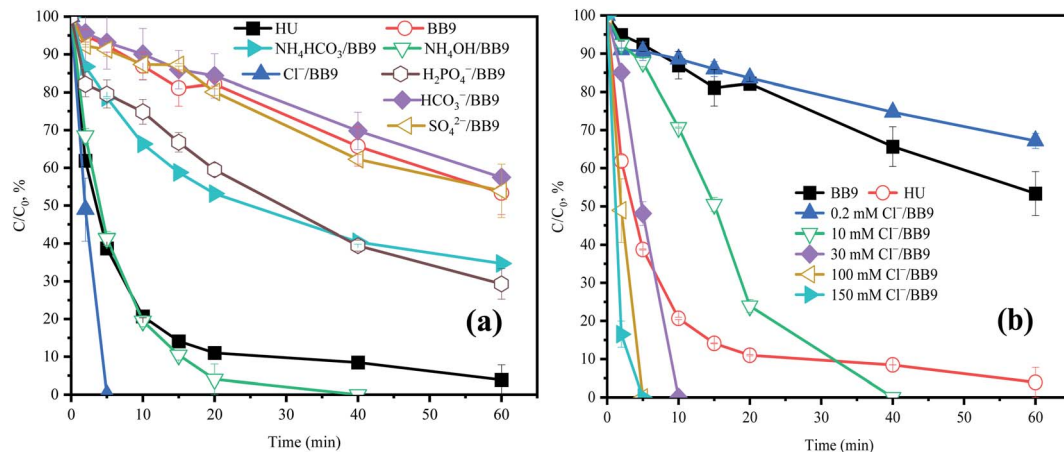 HU
BB9
NH₄HCO₃/BB9
NH₄OH/BB9
Cl⁻/BB9
H₂PO₄⁻/BB9
HCO₃⁻/BB9
SO₄²⁻/BB9
(a)
C/C₀, %
100
90
80
70
60
50
40
30
20
10
0
0 10 20 30 40 50 60
Time (min)
BB9
HU
0.2 mM Cl⁻/BB9
10 mM Cl⁻/BB9
30 mM Cl⁻/BB9
100 mM Cl⁻/BB9
150 mM Cl⁻/BB9
(b)
C/C₀, %
100
90
80
70
60
50
40
30
20
10
0
0 10 20 30 40 50 60
Time (min)